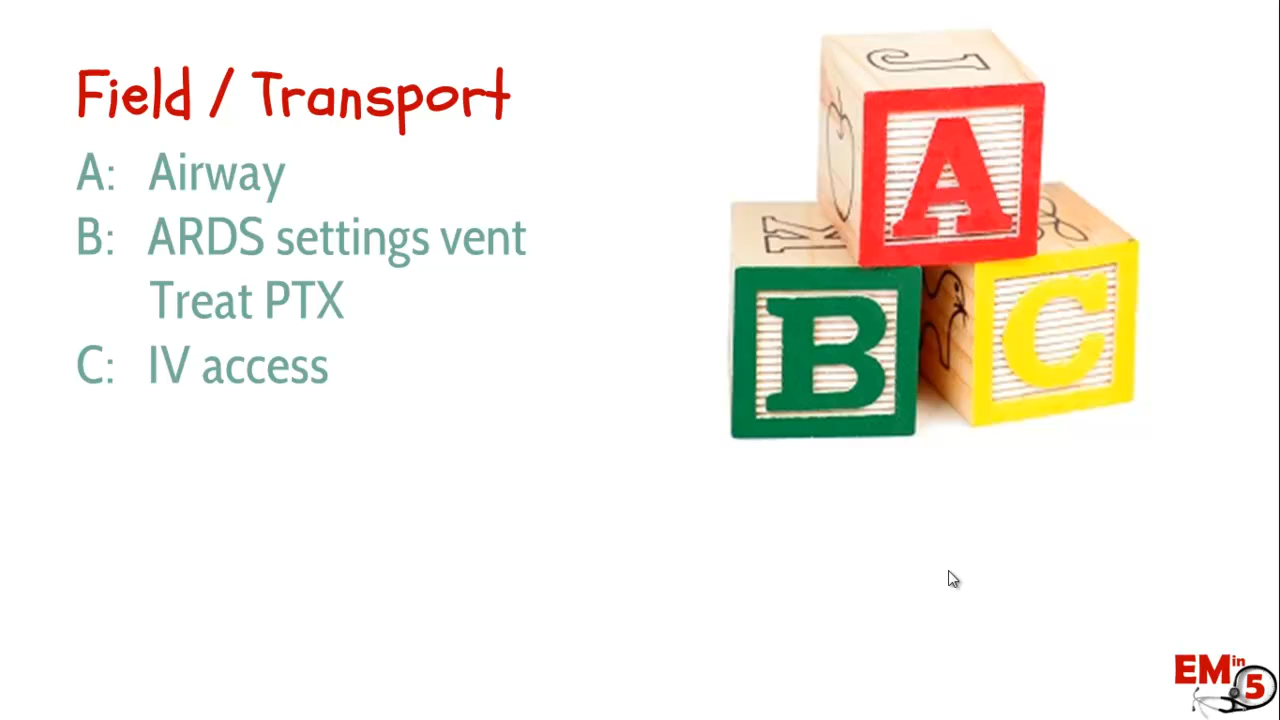 Field / Transport
A: Airway
B: ARDS settings vent
Treat PTX
C: IV access
J
A
K
B
C
EM in 5